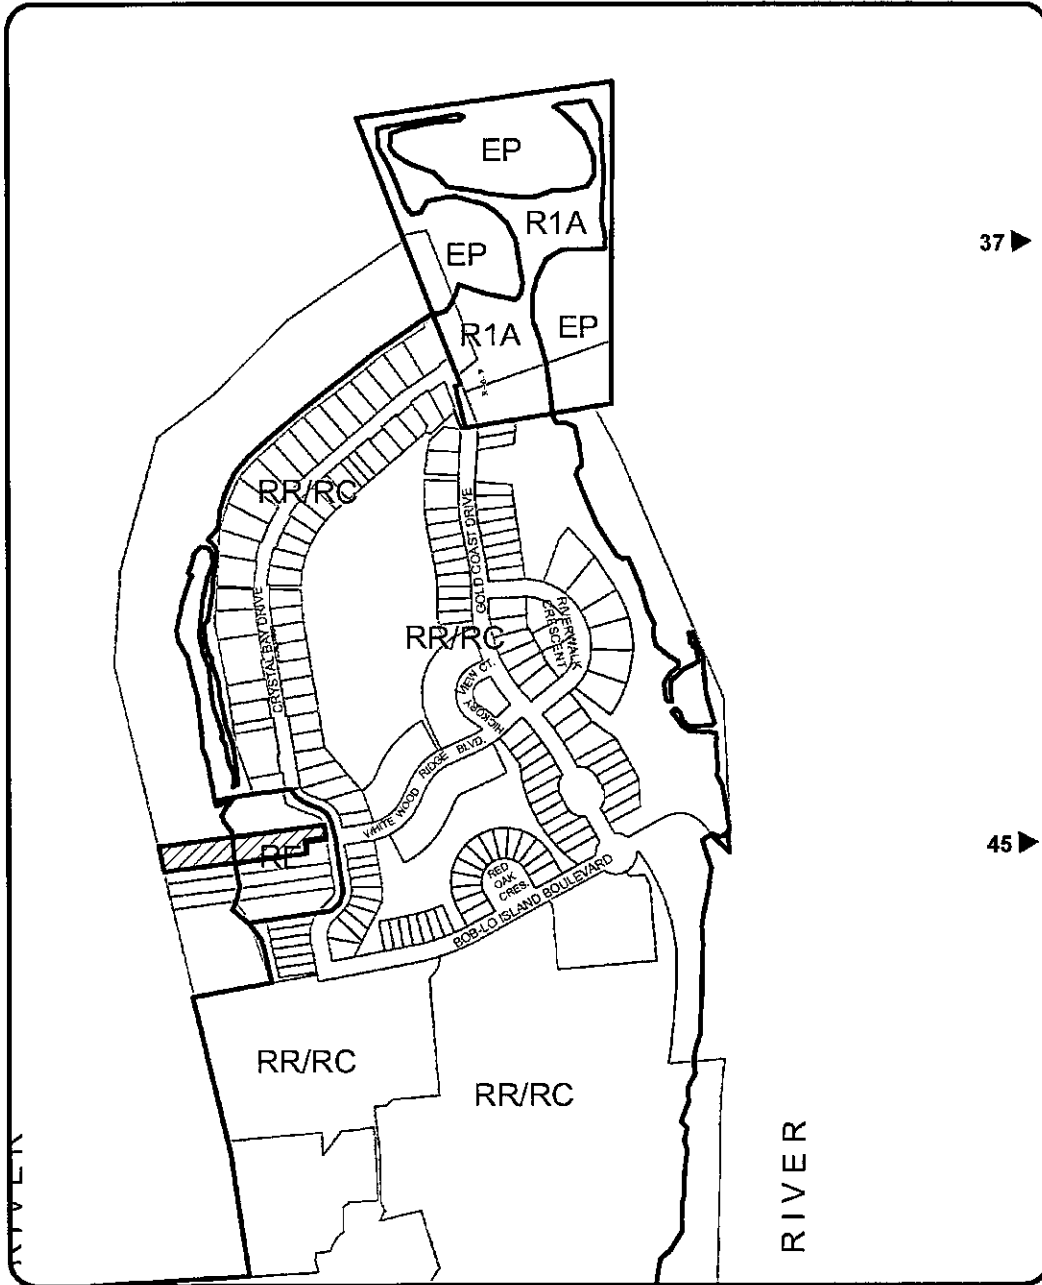 EP
R1A
37
EP
EP
R1A
RR/RC
GOLD COAST DRIVE
CRYSTAL BAY DRIVE
RIVERWALK
CRESCENT
RR/RC
HICKORY VIEW CT.
WHITE WOOD RIDGE BLVD.
45
RED
OAK
CRES.
BOB-LO ISLAND BOULEVARD
RR/RC
RR/RC
RIVER
RIVER